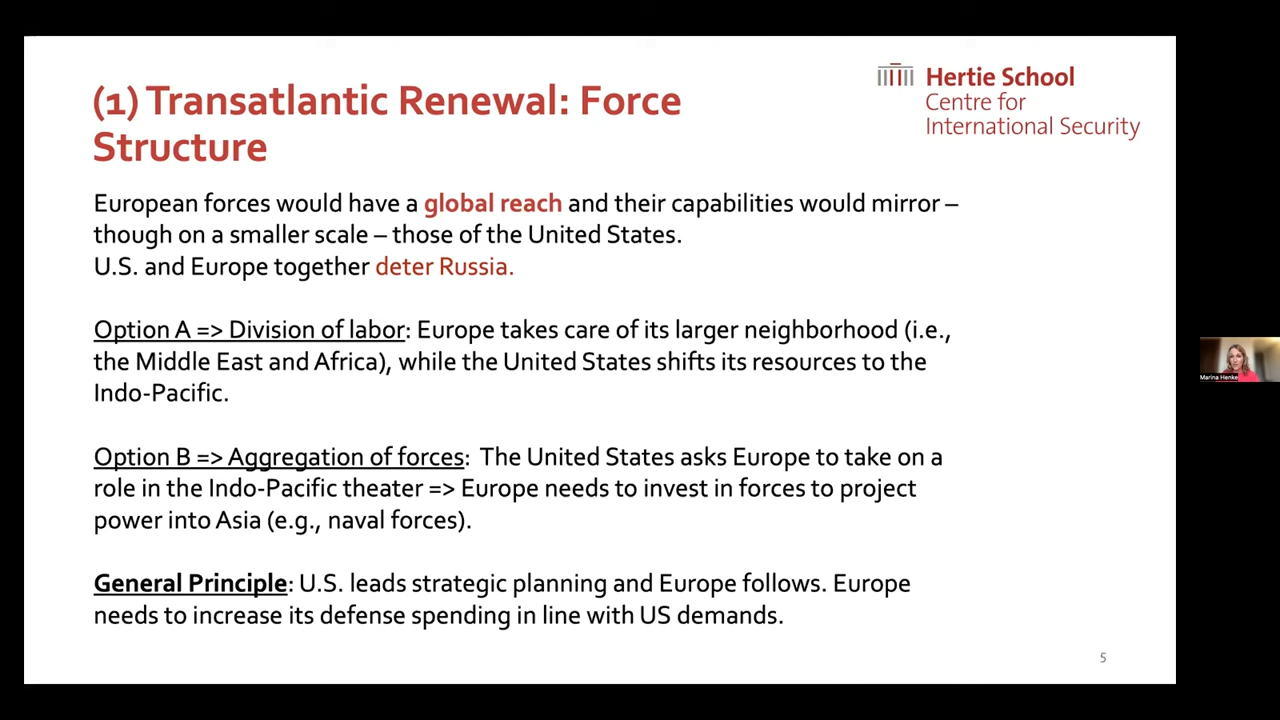 (1) Transatlantic Renewal: Force
Structure
Hertie School
Centre for
International Security
European forces would have a global reach and their capabilities would mirror –
though on a smaller scale – those of the United States.
U.S. and Europe together deter Russia.
Option A => Division of labor: Europe takes care of its larger neighborhood (i.e.,
the Middle East and Africa), while the United States shifts its resources to the
Indo-Pacific.
Option B => Aggregation of forces:  The United States asks Europe to take on a
role in the Indo-Pacific theater => Europe needs to invest in forces to project
power into Asia (e.g., naval forces).
General Principle: U.S. leads strategic planning and Europe follows. Europe
needs to increase its defense spending in line with US demands.
5
Marina Henke